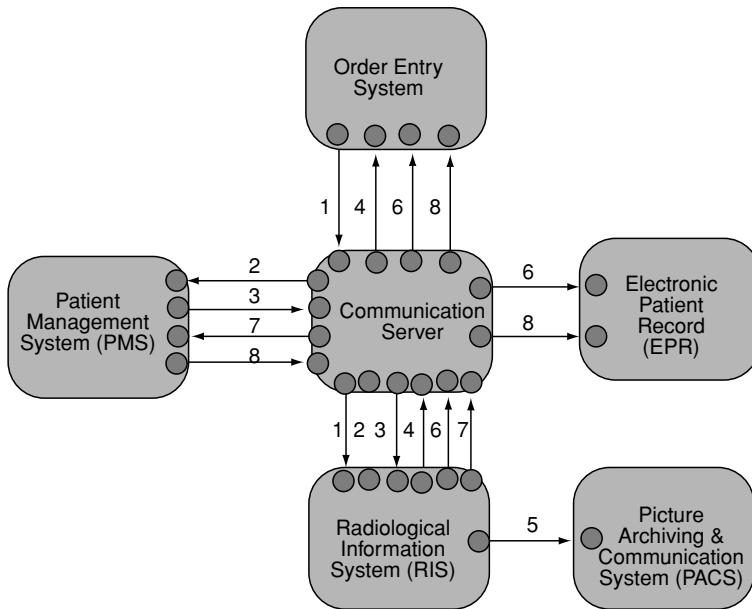 Order Entry
System
1
4
6
8
2
3
7
8
Patient
Management
System (PMS)
Communication
Server
6
8
Electronic
Patient
Record
(EPR)
1
2
3
4
6
7
Radiological
Information
System (RIS)
5
Picture
Archiving &
Communication
System (PACS)